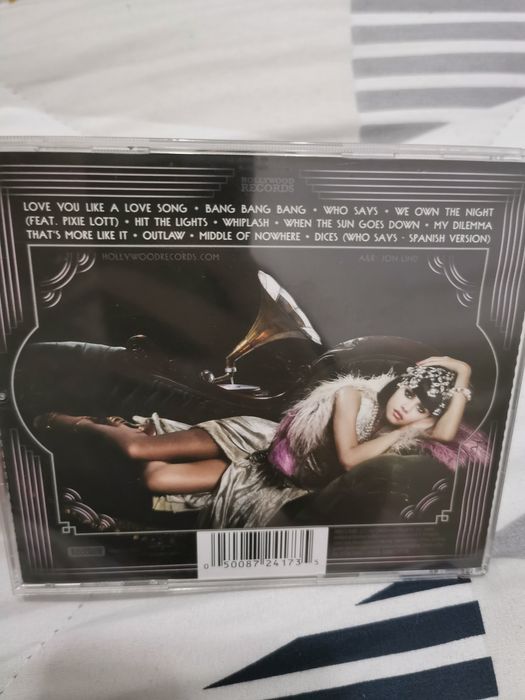 HOLLYWOOD
RECORDS
LOVE YOU LIKE A LOVE SONG • BANG BANG BANG • WHO SAYS • WE OWN THE NIGHT
(FEAT. PIXIE LOTT) • HIT THE LIGHTS • WHIPLASH • WHEN THE SUN GOES DOWN • MY DILEMMA
THAT'S MORE LIKE IT • OUTLAW • MIDDLE OF NOWHERE • DICES (WHO SAYS - SPANISH VERSION)
HOLLYWOODRECORDS.COM A&R: JON LIND
0 50087 24173 5